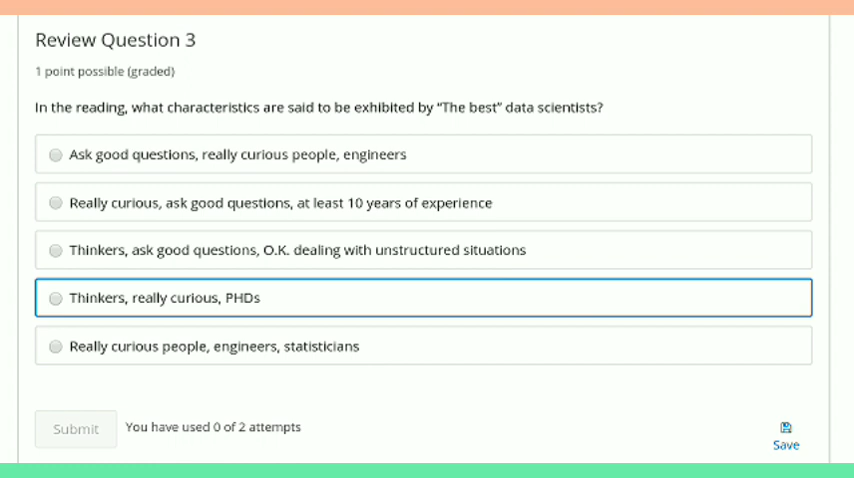 Review Question 3
1 point possible (graded)
In the reading, what characteristics are said to be exhibited by “The best” data scientists?
Ask good questions, really curious people, engineers
Really curious, ask good questions, at least 10 years of experience
Thinkers, ask good questions, O.K. dealing with unstructured situations
Thinkers, really curious, PHDs
Really curious people, engineers, statisticians
Submit You have used 0 of 2 attempts
Save